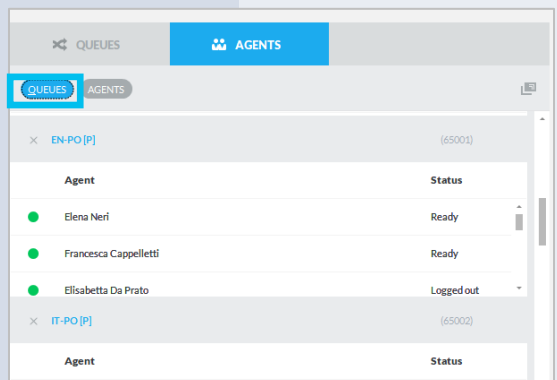 QUEUES AGENTS
QUEUES AGENTS
EN-PO [P] (65001)
Agent Status
Elena Neri Ready
Francesca Cappelletti Ready
Elisabetta Da Prato Logged out
IT-PO [P] (65002)
Agent Status